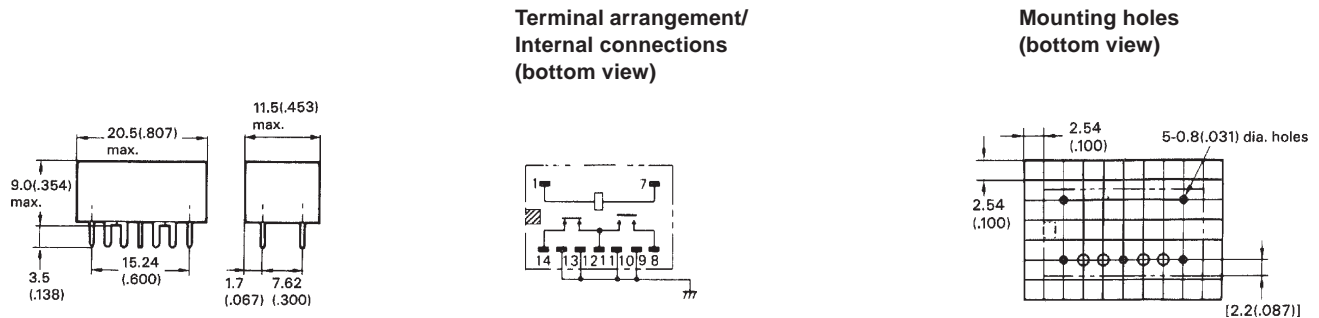 Terminal arrangement/
Internal connections
(bottom view)
Mounting holes
(bottom view)
20.5(.807)
max.
9.0(.354)
max.
3.5
(.138)
15.24
(.600)
11.5(.453)
max.
1.7
(.067)
7.62
(.300)
1
7
14 13 12 11 10 9 8
2.54
(.100)
5-0.8(.031) dia. holes
2.54
(.100)
[2.2(.087)]